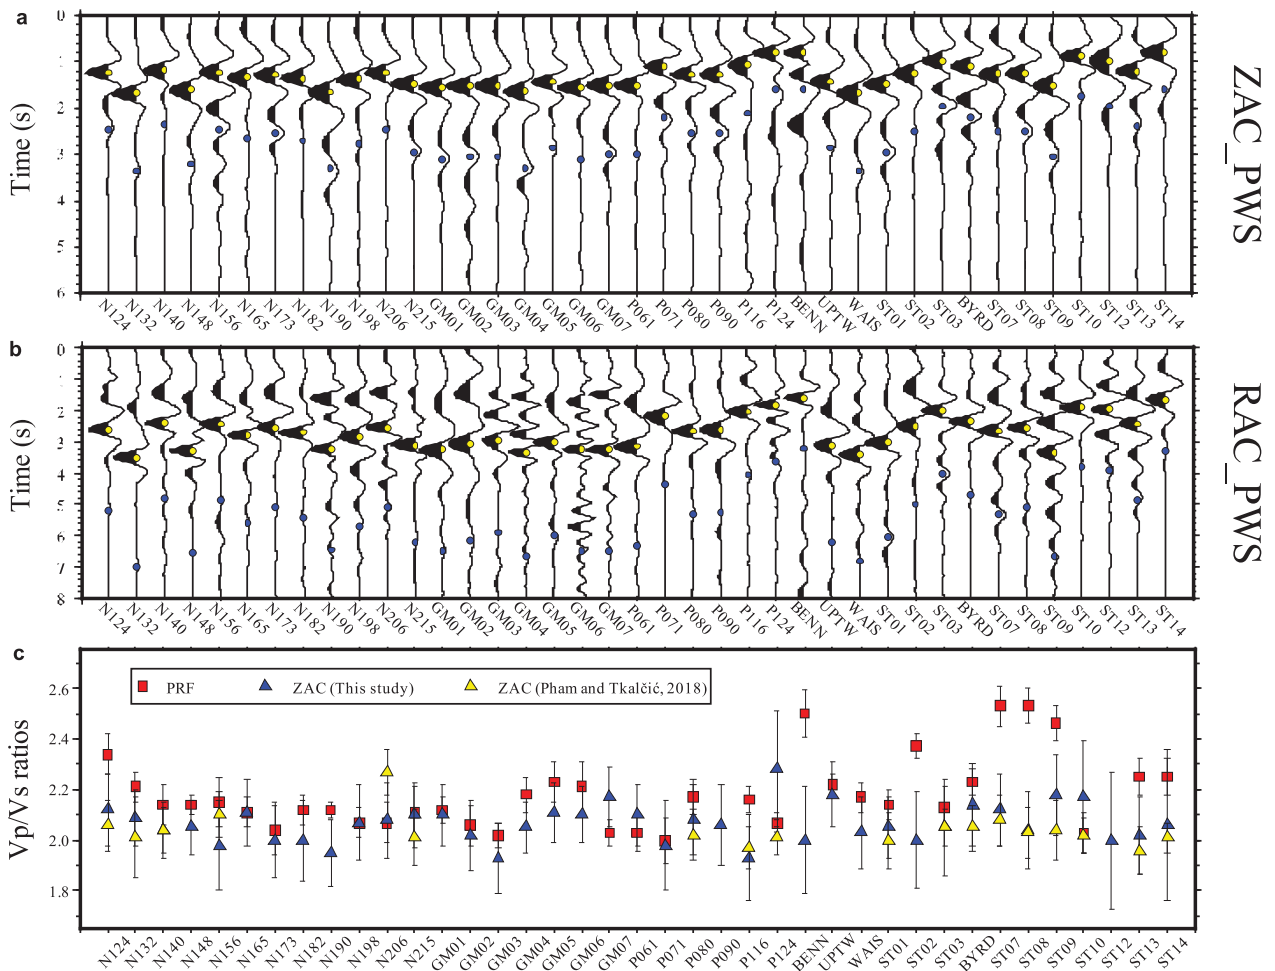 a
ZAC_PWS
Time (s)
0
1
2
3
4
5
6
N124 N132 N140 N148 N156 N165 N173 N182 N190 N198 N206 N215 GM01 GM02 GM03 GM04 GM05 GM06 GM07 P061 P071 P080 P090 P116 P124 BENN UPTW WAIS ST01 ST02 ST03 BYRD ST07 ST08 ST09 ST10 ST12 ST13 ST14
b
RAC_PWS
Time (s)
0
1
2
3
4
5
6
7
8
N124 N132 N140 N148 N156 N165 N173 N182 N190 N198 N206 N215 GM01 GM02 GM03 GM04 GM05 GM06 GM07 P061 P071 P080 P090 P116 P124 BENN UPTW WAIS ST01 ST02 ST03 BYRD ST07 ST08 ST09 ST10 ST12 ST13 ST14
c
PRF ZAC (This study) ZAC (Pham and Tkalčić, 2018)
Vp/Vs ratios
2.6
2.4
2.2
2.0
1.8
N124 N132 N140 N148 N156 N165 N173 N182 N190 N198 N206 N215 GM01 GM02 GM03 GM04 GM05 GM06 GM07 P061 P071 P080 P090 P116 P124 BENN UPTW WAIS ST01 ST02 ST03 BYRD ST07 ST08 ST09 ST10 ST12 ST13 ST14